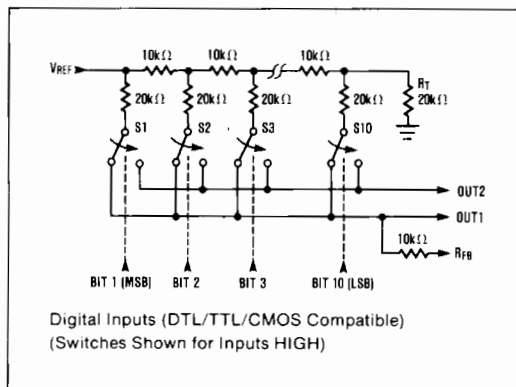 10kΩ 10kΩ 10kΩ
VREF
20kΩ 20kΩ 20kΩ 20kΩ RT 20kΩ
S1 S2 S3 S10
OUT2
OUT1
10kΩ
RFB
BIT 1 (MSB) BIT 2 BIT 3 BIT 10 (LSB)
Digital Inputs (DTL/TTL/CMOS Compatible)
(Switches Shown for Inputs HIGH)